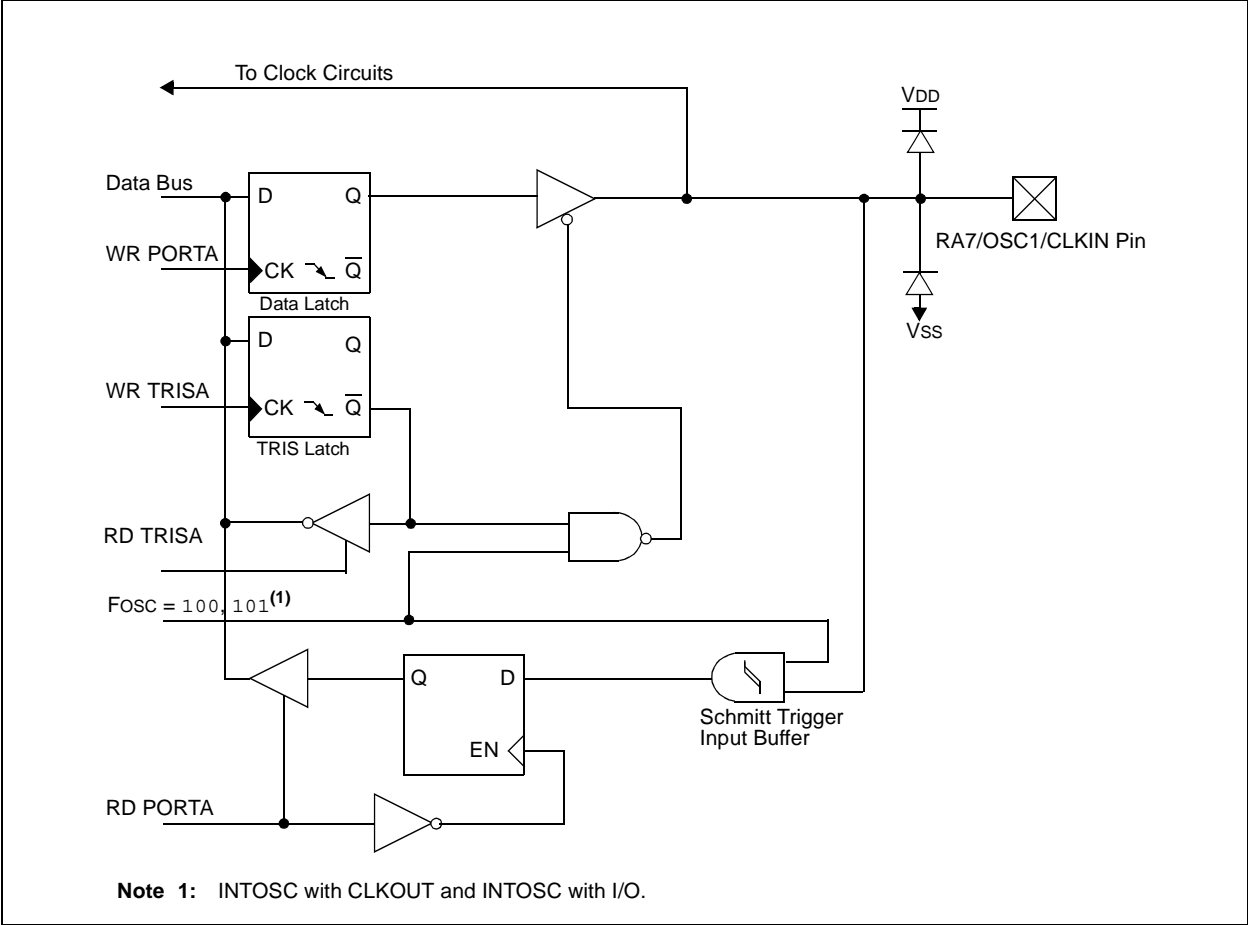 To Clock Circuits
VDD
Data Bus
D
Q
WR PORTA
CK
Q̅
Data Latch
RA7/OSC1/CLKIN Pin
VSS
D
Q
WR TRISA
CK
Q̅
TRIS Latch
RD TRISA
FOSC = 100, 101(1)
Q
D
EN
Schmitt Trigger
Input Buffer
RD PORTA
Note 1: INTOSC with CLKOUT and INTOSC with I/O.